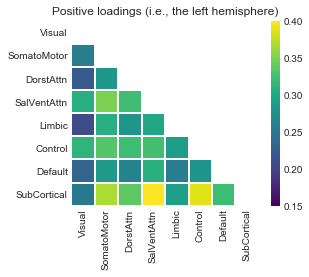 Positive loadings (i.e., the left hemisphere)
Visual
SomatoMotor
DorstAttn
SalVentAttn
Limbic
Control
Default
SubCortical
Visual
SomatoMotor
DorstAttn
SalVentAttn
Limbic
Control
Default
SubCortical
0.40
0.35
0.30
0.25
0.20
0.15